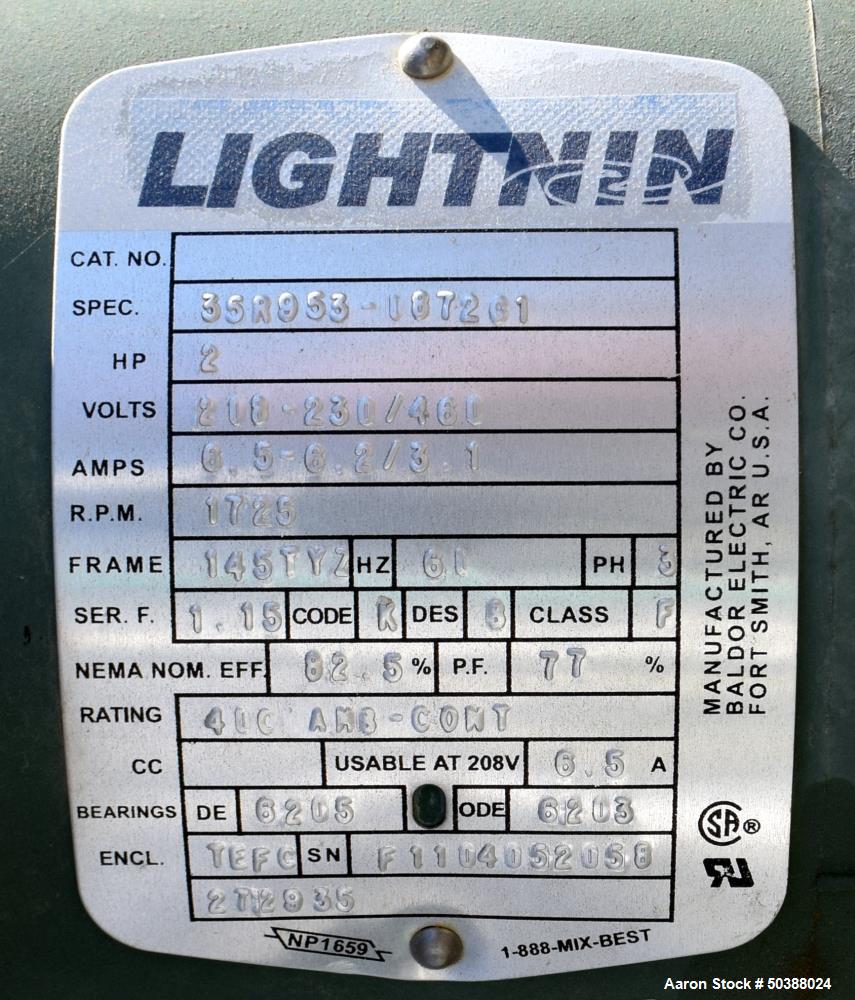 LIGHTNIN
CAT. NO.
SPEC. 35R953-1872G1
HP 2
VOLTS 208-230/460
AMPS 6.5-6.2/3.1
R.P.M. 1725
FRAME 145TYZ HZ 60 PH 3
SER. F. 1.15 CODE K DES B CLASS F
NEMA NOM. EFF. 82.5 % P.F. 77 %
RATING 40C AMB-CONT
CC USABLE AT 208V 6.5 A
BEARINGS DE 6205 ODE 6203
ENCL. TEFC SN F1104052058
2T2935
NP1659 1-888-MIX-BEST
MANUFACTURED BY
BALDOR ELECTRIC CO.
FORT SMITH, AR U.S.A.
Aaron Stock # 50388024